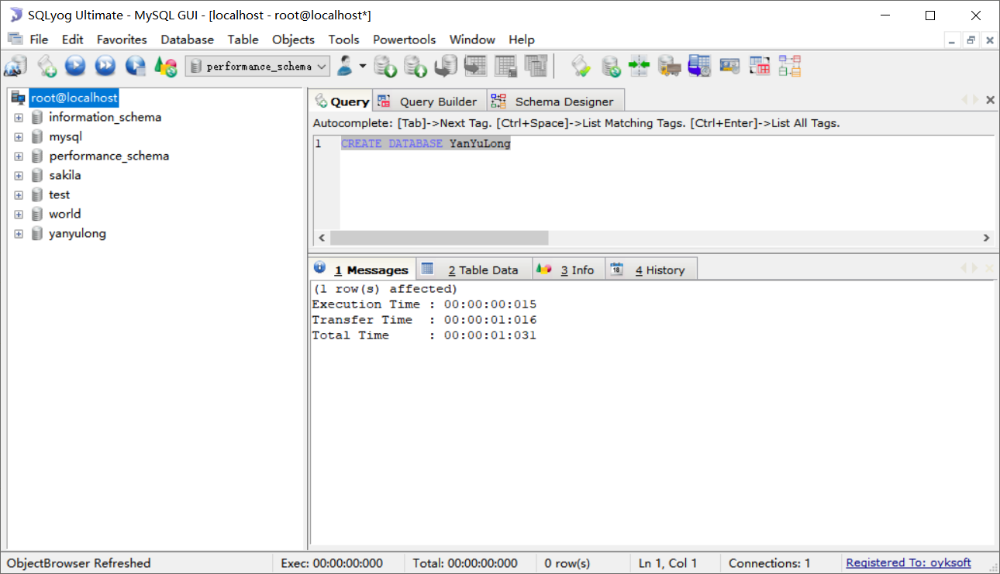 SQLyog Ultimate - MySQL GUI - [localhost - root@localhost*]
File Edit Favorites Database Table Objects Tools Powertools Window Help
performance_schema
root@localhost
information_schema
mysql
performance_schema
sakila
test
world
yanyulong
Query Query Builder Schema Designer
Autocomplete: [Tab]->Next Tag. [Ctrl+Space]->List Matching Tags. [Ctrl+Enter]->List All Tags.
1 CREATE DATABASE YanYuLong
1 Messages 2 Table Data 3 Info 18 4 History
(1 row(s) affected)
Execution Time : 00:00:00:015
Transfer Time : 00:00:01:016
Total Time : 00:00:01:031
ObjectBrowser Refreshed Exec: 00:00:00:000 Total: 00:00:00:000 0 row(s) Ln 1, Col 1 Connections: 1 Registered To: oyksoft